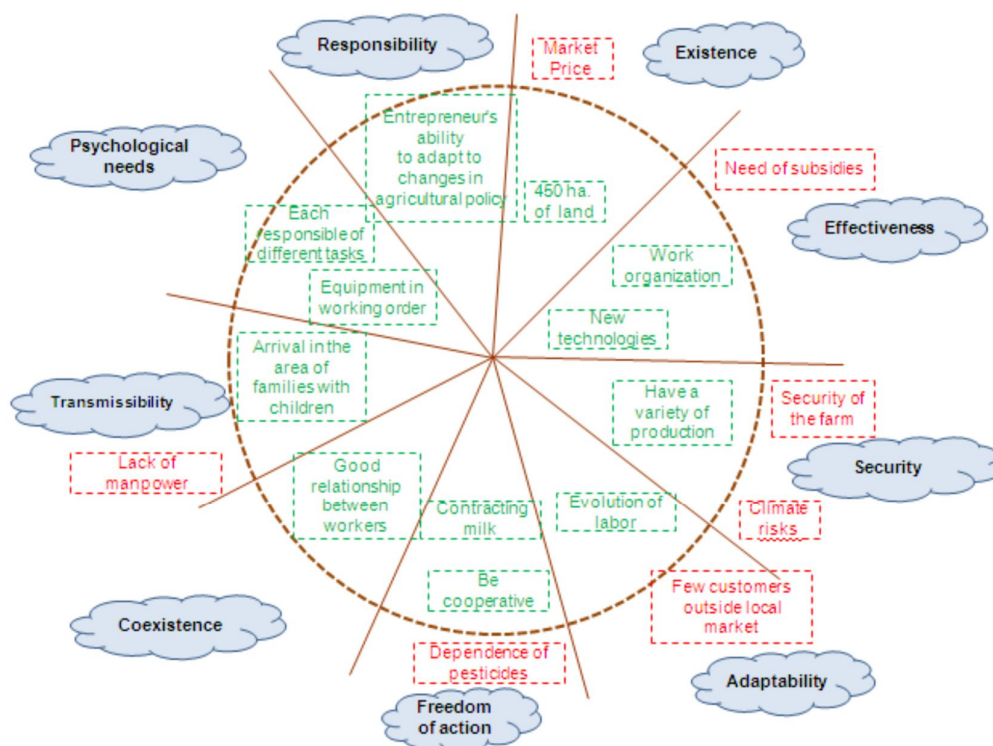 Responsibility
Market
Price
Existence
Psychological
needs
Entrepreneur's
ability
to adapt to
changes in
agricultural policy
450 ha.
of land
Need of subsidies
Effectiveness
Each
responsible of
different tasks
Work
organization
Equipment in
working order
New
technologies
Arrival in the
area of
families with
children
Transmissibility
Have a
variety of
production
Security of
the farm
Lack of
manpower
Security
Good
relationship
between
workers
Contracting
milk
Evolution of
labor
Climate
risks
Be
cooperative
Few customers
outside local
market
Coexistence
Dependence of
pesticides
Adaptability
Freedom
of action